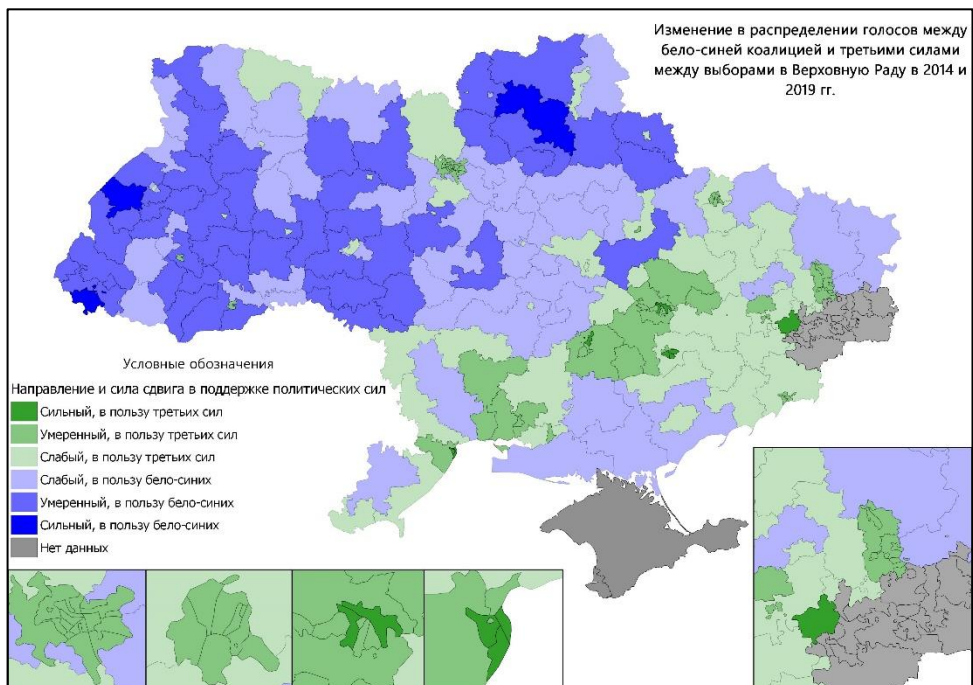 Изменение в распределении голосов между
бело-синей коалицией и третьими силами
между выборами в Верховную Раду в 2014 и
2019 гг.
Условные обозначения
Направление и сила сдвига в поддержке политических сил
Сильный, в пользу третьих сил
Умеренный, в пользу третьих сил
Слабый, в пользу третьих сил
Слабый, в пользу бело-синих
Умеренный, в пользу бело-синих
Сильный, в пользу бело-синих
Нет данных